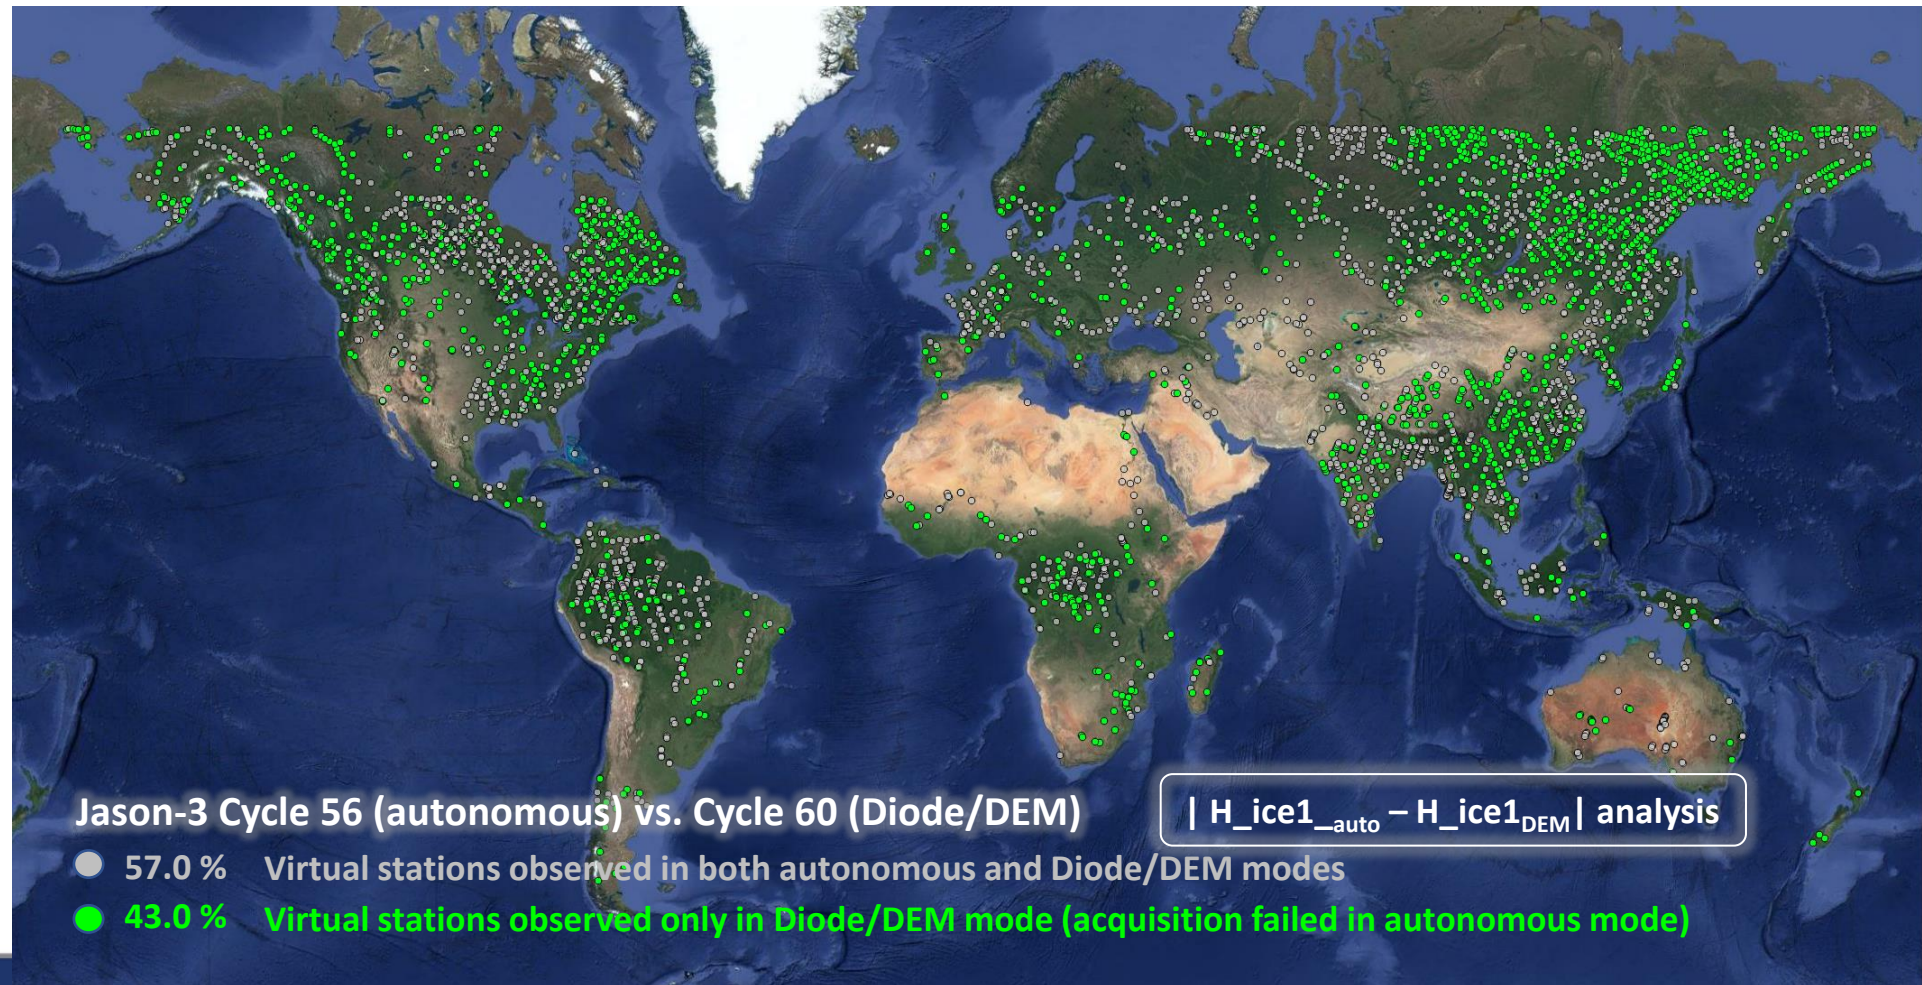 Jason-3 Cycle 56 (autonomous) vs. Cycle 60 (Diode/DEM)
| H_ice1_auto – H_ice1DEM| analysis
57.0 % Virtual stations observed in both autonomous and Diode/DEM modes
43.0 % Virtual stations observed only in Diode/DEM mode (acquisition failed in autonomous mode)